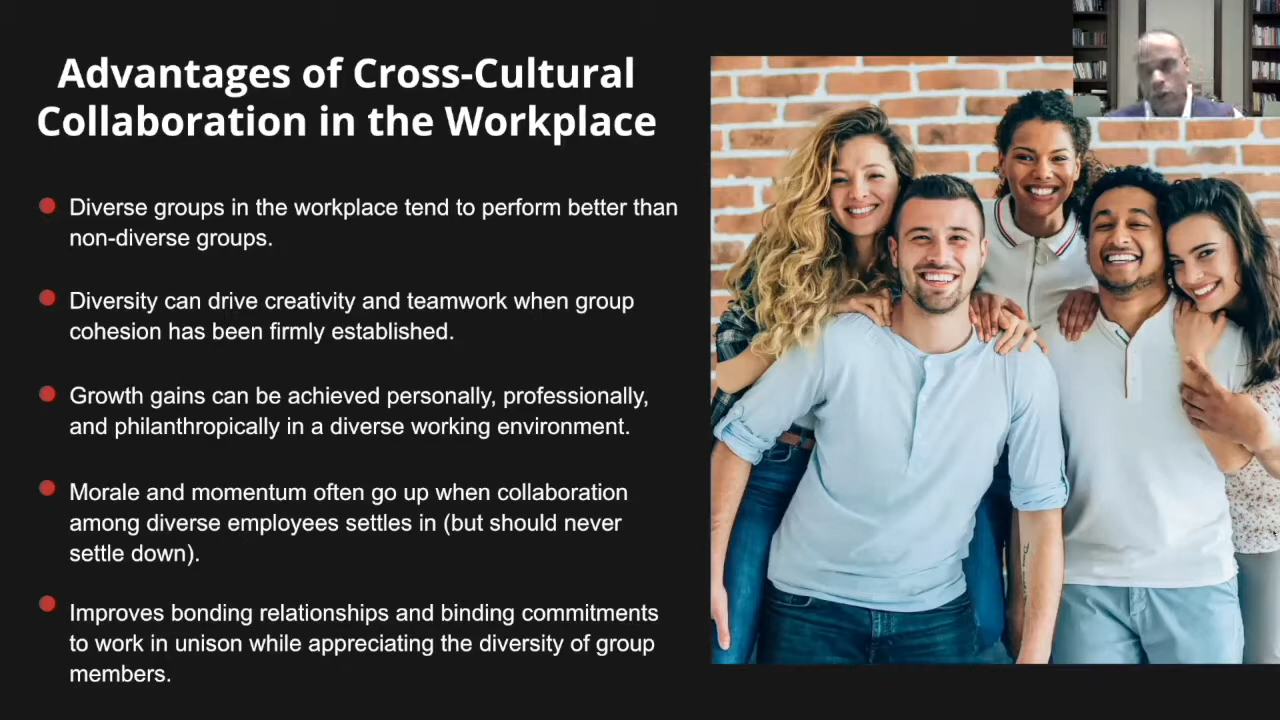 Advantages of Cross-Cultural
Collaboration in the Workplace
Diverse groups in the workplace tend to perform better than
non-diverse groups.
Diversity can drive creativity and teamwork when group
cohesion has been firmly established.
Growth gains can be achieved personally, professionally,
and philanthropically in a diverse working environment.
Morale and momentum often go up when collaboration
among diverse employees settles in (but should never
settle down).
Improves bonding relationships and binding commitments
to work in unison while appreciating the diversity of group
members.